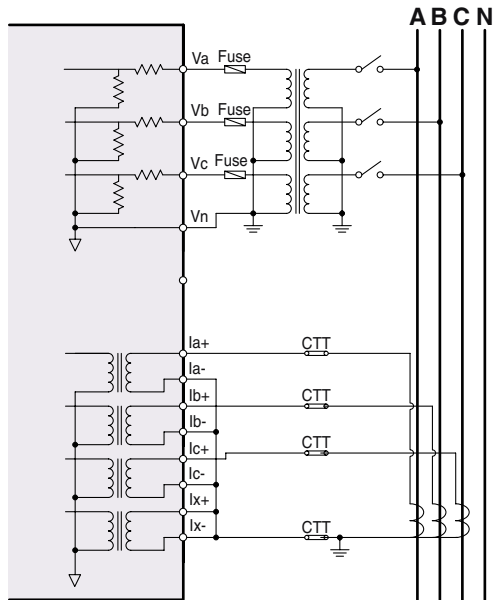 A B C N
Va Fuse
Vb Fuse
Vc Fuse
Vn
Ia+ CTT
Ia-
Ib+ CTT
Ib-
Ic+ CTT
Ic-
Ix+
Ix- CTT